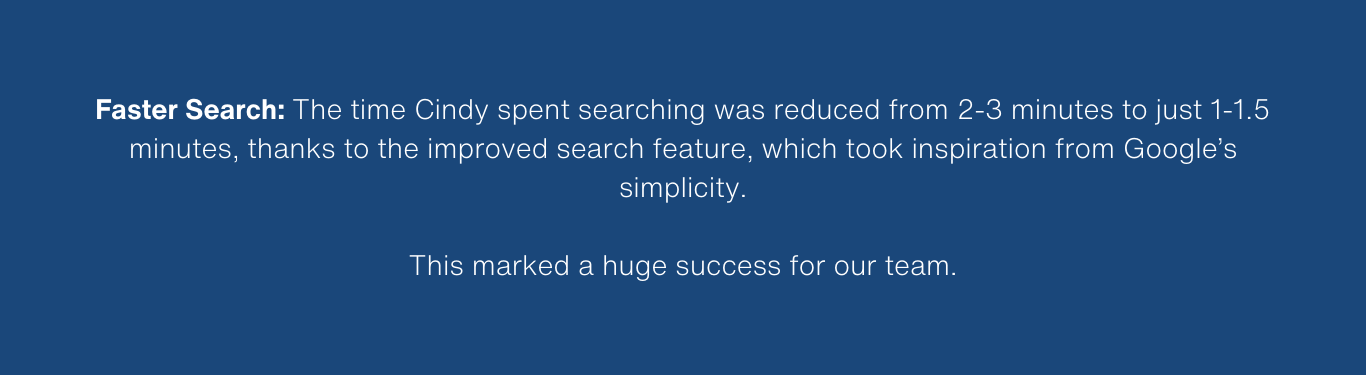 Faster Search: The time Cindy spent searching was reduced from 2-3 minutes to just 1-1.5
minutes, thanks to the improved search feature, which took inspiration from Google’s
simplicity.
This marked a huge success for our team.